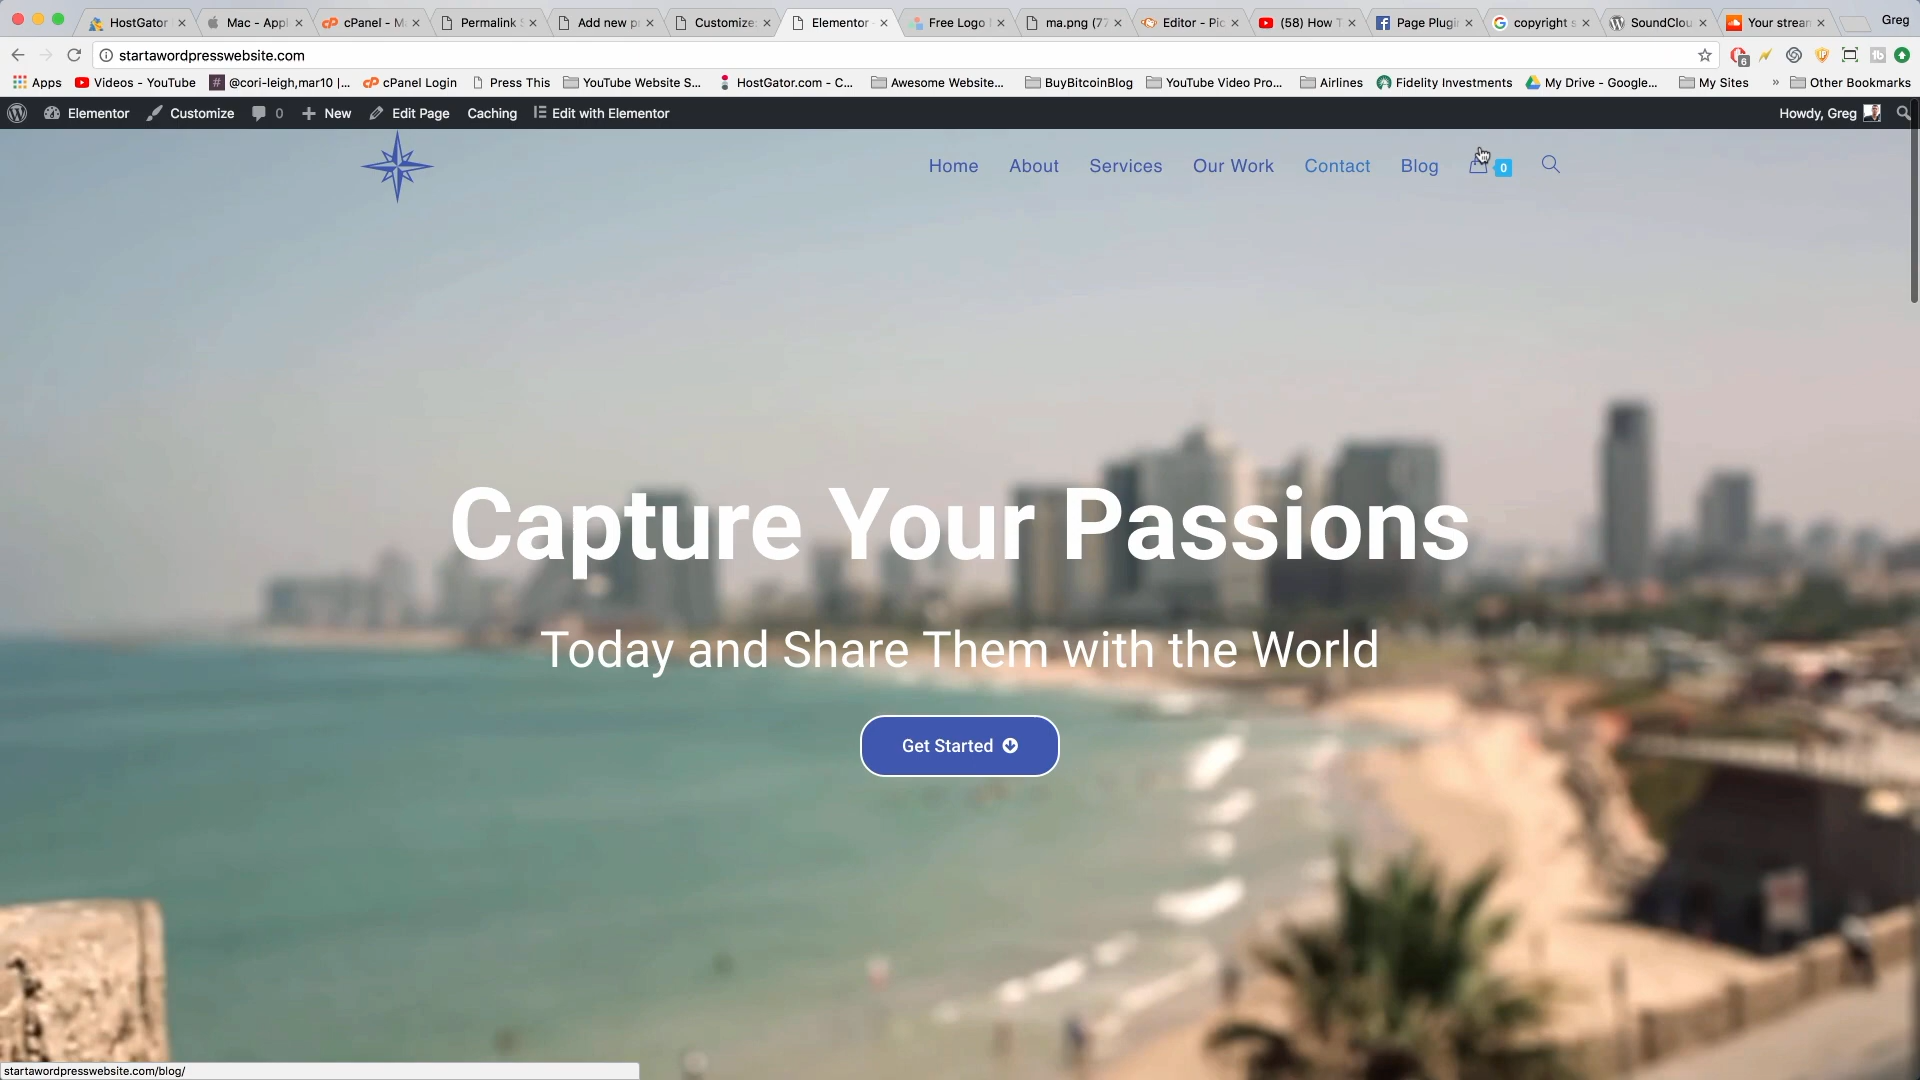 HostGator Mac - Appl cPanel - M Permalink Add new p Customize Elementor Free Logo ma.png (7 Editor - Pic (58) How T Page Plugi copyright s SoundClou Your strean Greg
startawordpresswebsite.com
6
Apps Videos - YouTube @cori-leigh,mar10 |... cPanel Login Press This YouTube Website S... HostGator.com - C... Awesome Website... BuyBitcoinBlog YouTube Video Pro... Airlines Fidelity Investments My Drive - Google... My Sites » Other Bookmarks
Elementor Customize 0 New Edit Page Caching Edit with Elementor Howdy, Greg
Home About Services Our Work Contact Blog 0
Capture Your Passions
Today and Share Them with the World
Get Started
startawordpresswebsite.com/blog/